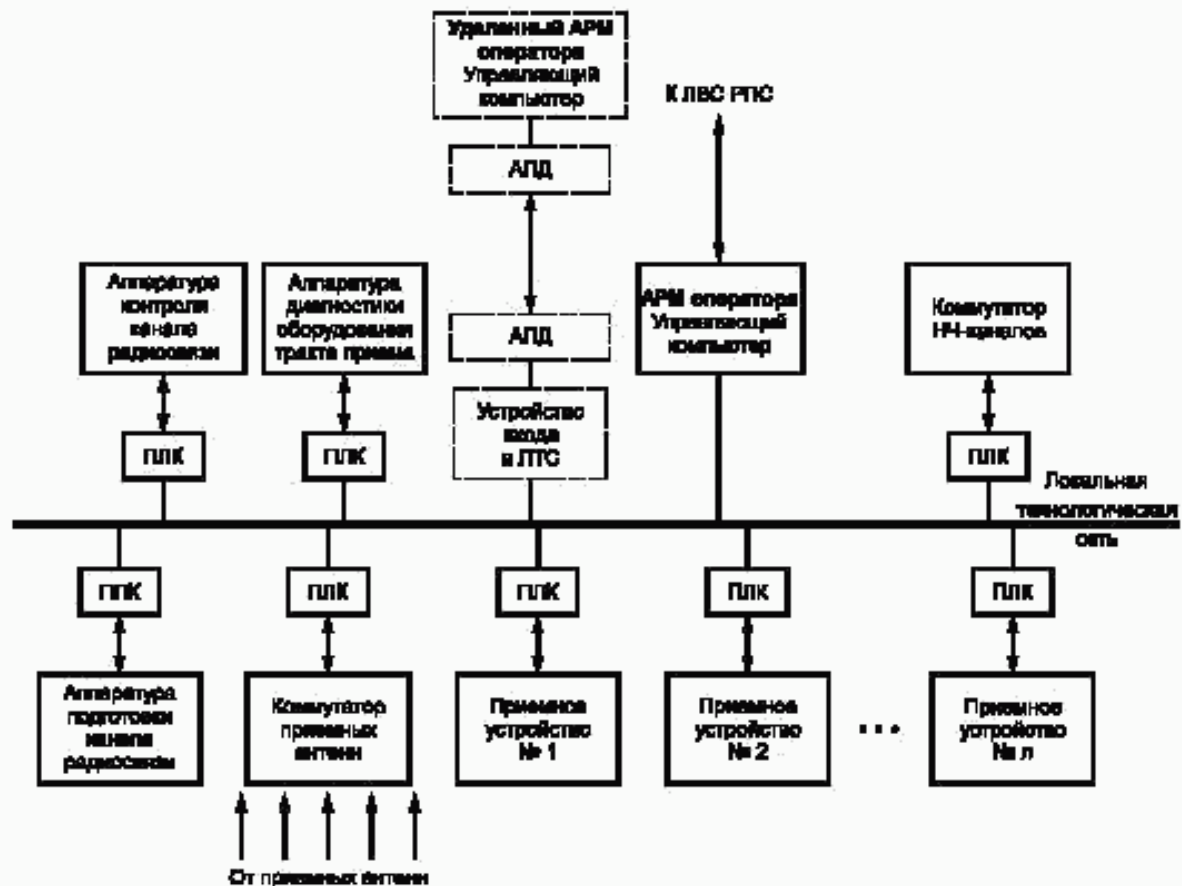 Удаленный АРМ
оператора
Управляющий
компьютер
К ЛВС РПС
АПД
Аппаратура
контроля
канала
радиосвязи
Аппаратура
диагностики
оборудования
тракта приема
АПД
АРМ оператора
Управляющий
компьютер
Коммутатор
НЧ-каналов
Устройство
входа
в ЛТС
ПЛК
ПЛК
ПЛК
Локальная
технологическая
сеть
ППК
ПЛК
ПЛК
ПЛК
ПЛК
Аппаратура
подготовки
канала
радиосвязи
Коммутатор
приемных
антенн
Приемное
устройство
№ 1
Приемное
устройство
№ 2
...
Приемное
устройство
№ л
От приемных антенн